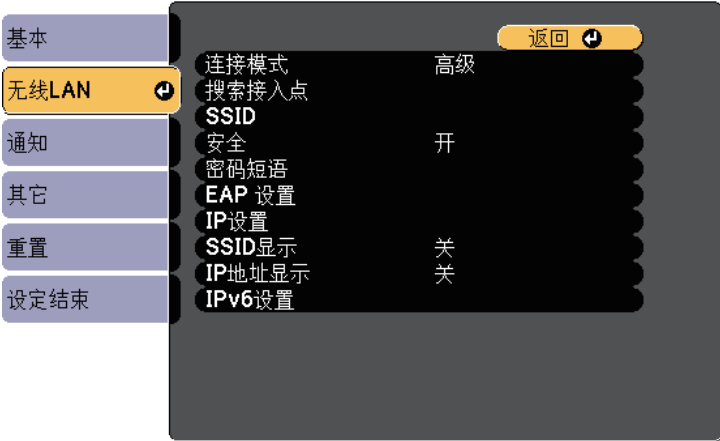 基本
无线LAN
通知
其它
重置
设定结束
返回
连接模式 高级
搜索接入点
SSID
安全 开
密码短语
EAP 设置
IP设置
SSID显示 关
IP地址显示 关
IPv6设置